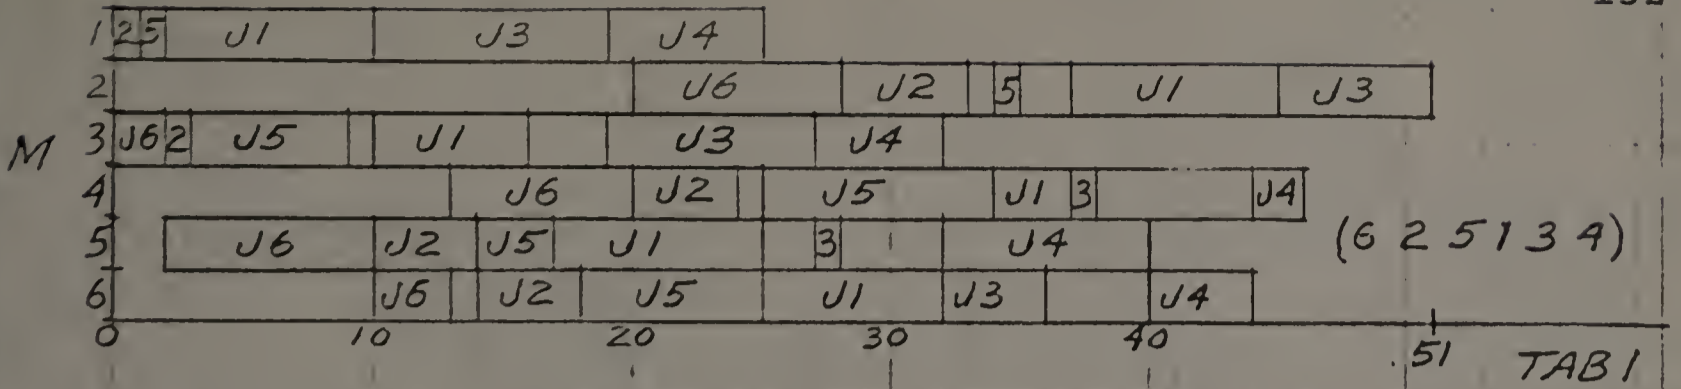 1 2 5 J1 J3 J4
2 J6 J2 5 J1 J3
M 3 J6 2 J5 J1 J3 J4
4 J6 J2 J5 J1 3 J4
5 J6 J2 J5 J1 3 J4 (6 2 5 1 3 4)
6 J6 J2 J5 J1 J3 J4
0 10 20 30 40 .51 TAB 1